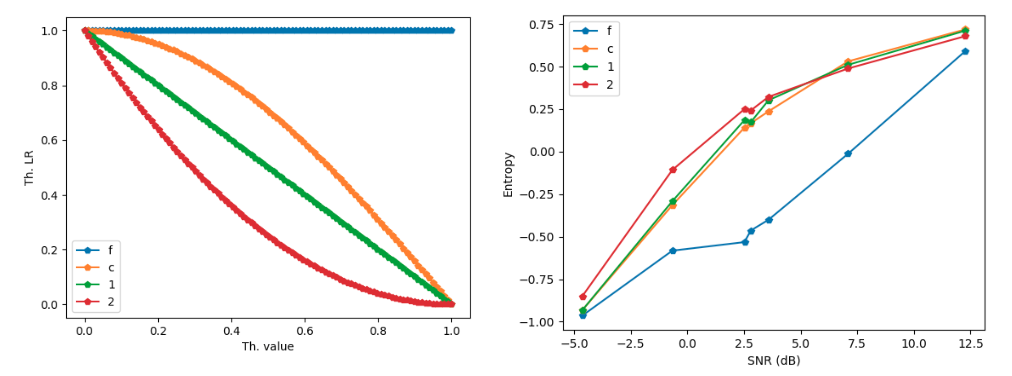 Th. LR
1.0
0.8
0.6
0.4
0.2
0.0
f
c
1
2
0.0 0.2 0.4 0.6 0.8 1.0
Th. value
Entropy
0.75
0.50
0.25
0.00
−0.25
−0.50
−0.75
−1.00
f
c
1
2
−5.0 −2.5 0.0 2.5 5.0 7.5 10.0 12.5
SNR (dB)